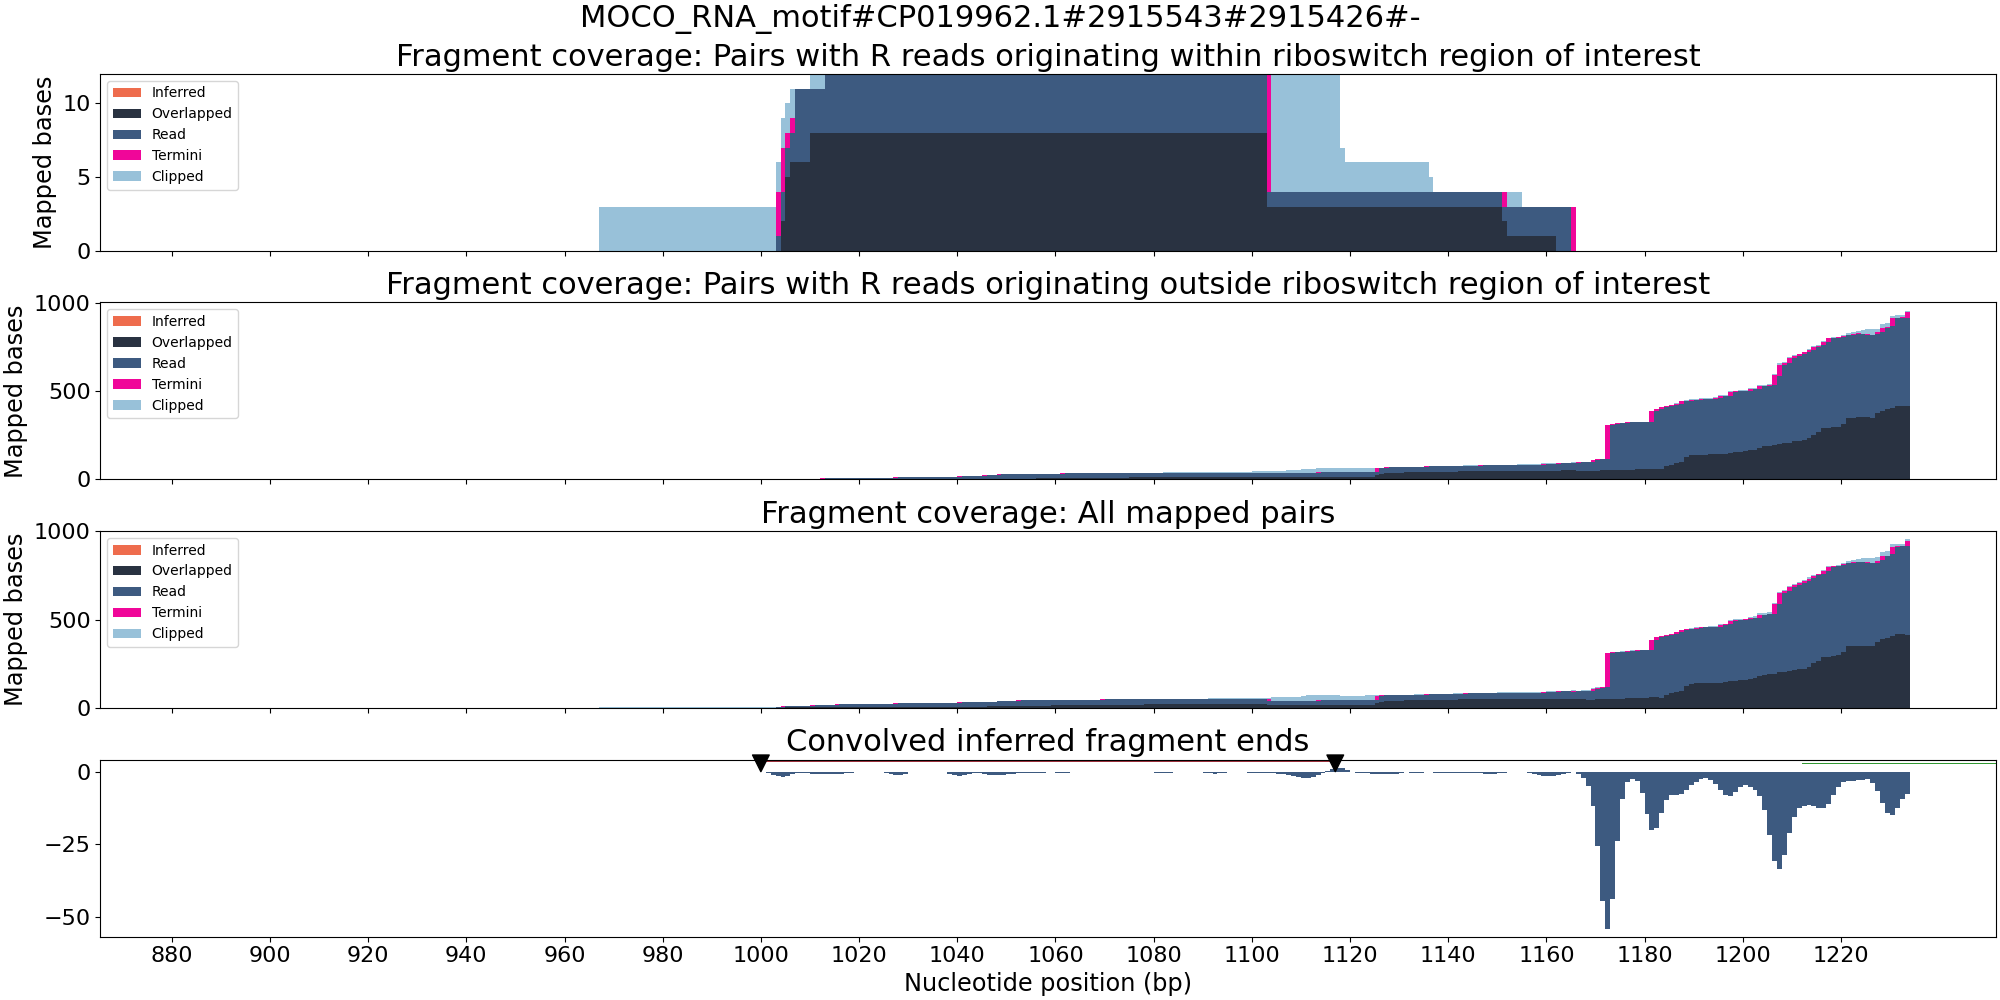 MOCO_RNA_motif#CP019962.1#2915543#2915426#-
Fragment coverage: Pairs with R reads originating within riboswitch region of interest
Mapped bases
10
5
0
Inferred
Overlapped
Read
Termini
Clipped
Fragment coverage: Pairs with R reads originating outside riboswitch region of interest
Mapped bases
1000
500
0
Inferred
Overlapped
Read
Termini
Clipped
Fragment coverage: All mapped pairs
Mapped bases
1000
500
0
Inferred
Overlapped
Read
Termini
Clipped
Convolved inferred fragment ends
0
−25
−50
880 900 920 940 960 980 1000 1020 1040 1060 1080 1100 1120 1140 1160 1180 1200 1220
Nucleotide position (bp)